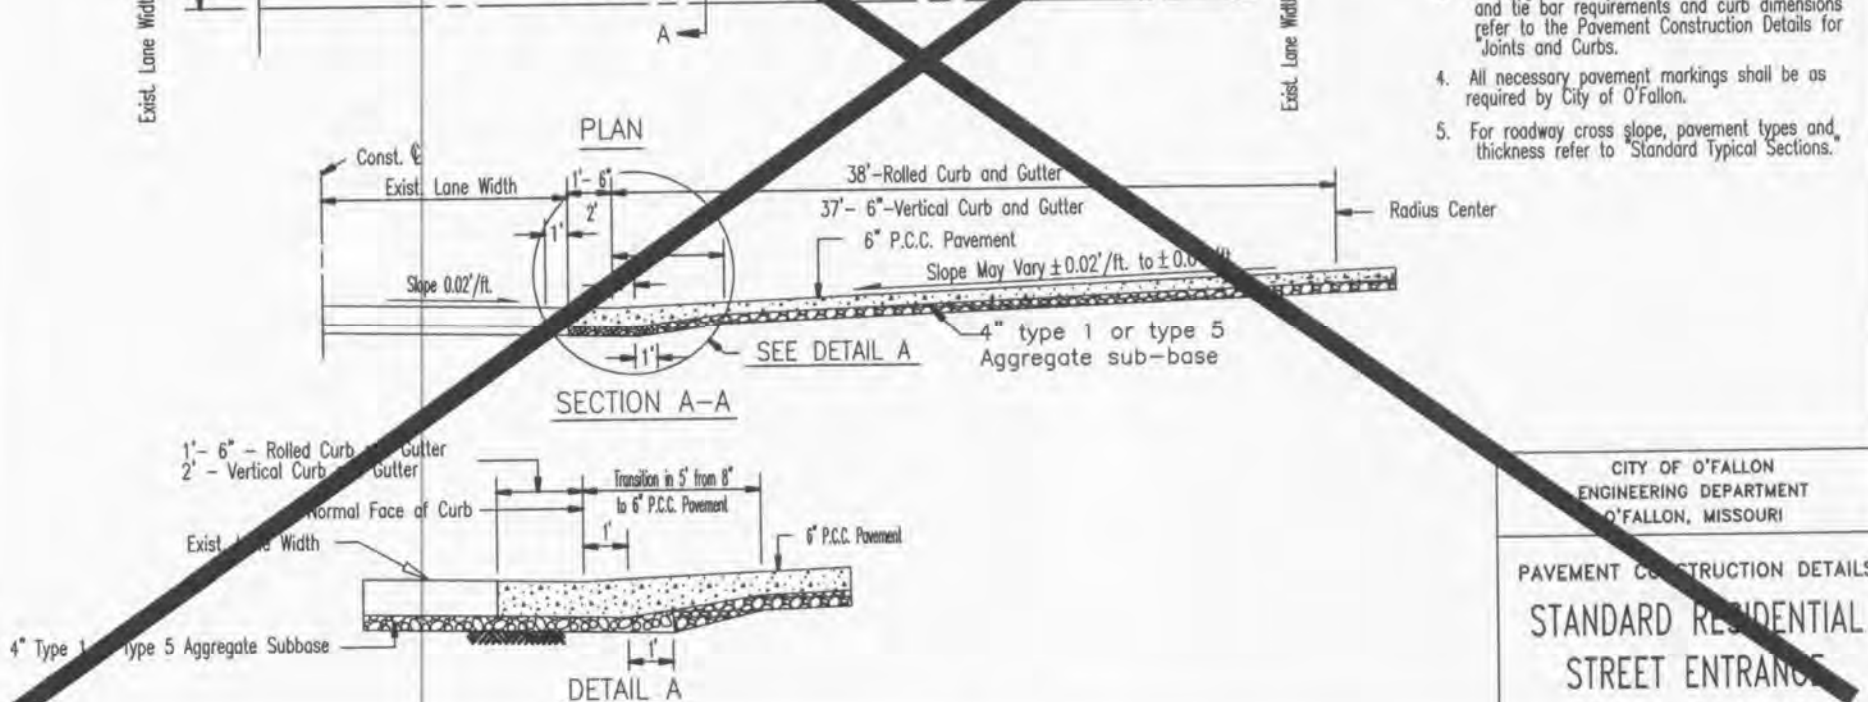 Exist. Lane Width
A
Exist. Lane Width
and tie bar requirements and curb dimensions
refer to the Pavement Construction Details for
"Joints and Curbs.
4. All necessary pavement markings shall be as
required by City of O'Fallon.
5. For roadway cross slope, pavement types and
thickness refer to "Standard Typical Sections."
PLAN
Const. ℄
Exist. Lane Width
1'- 6"
2'
1'
38'-Rolled Curb and Gutter
37'- 6"-Vertical Curb and Gutter
Radius Center
6" P.C.C. Pavement
Slope 0.02'/ft.
Slope May Vary ±0.02'/ft. to ±0.0 /ft.
1'
SEE DETAIL A
4" type 1 or type 5
Aggregate sub-base
SECTION A-A
1'- 6" - Rolled Curb Gutter
2' - Vertical Curb Gutter
Normal Face of Curb
Transition in 5' from 8"
to 6" P.C.C. Pavement
1'
6" P.C.C. Pavement
Exist. Width
4" Type 1 Type 5 Aggregate Subbase
1'
DETAIL A
CITY OF O'FALLON
ENGINEERING DEPARTMENT
O'FALLON, MISSOURI
PAVEMENT CONSTRUCTION DETAILS
STANDARD RESIDENTIAL
STREET ENTRANCE